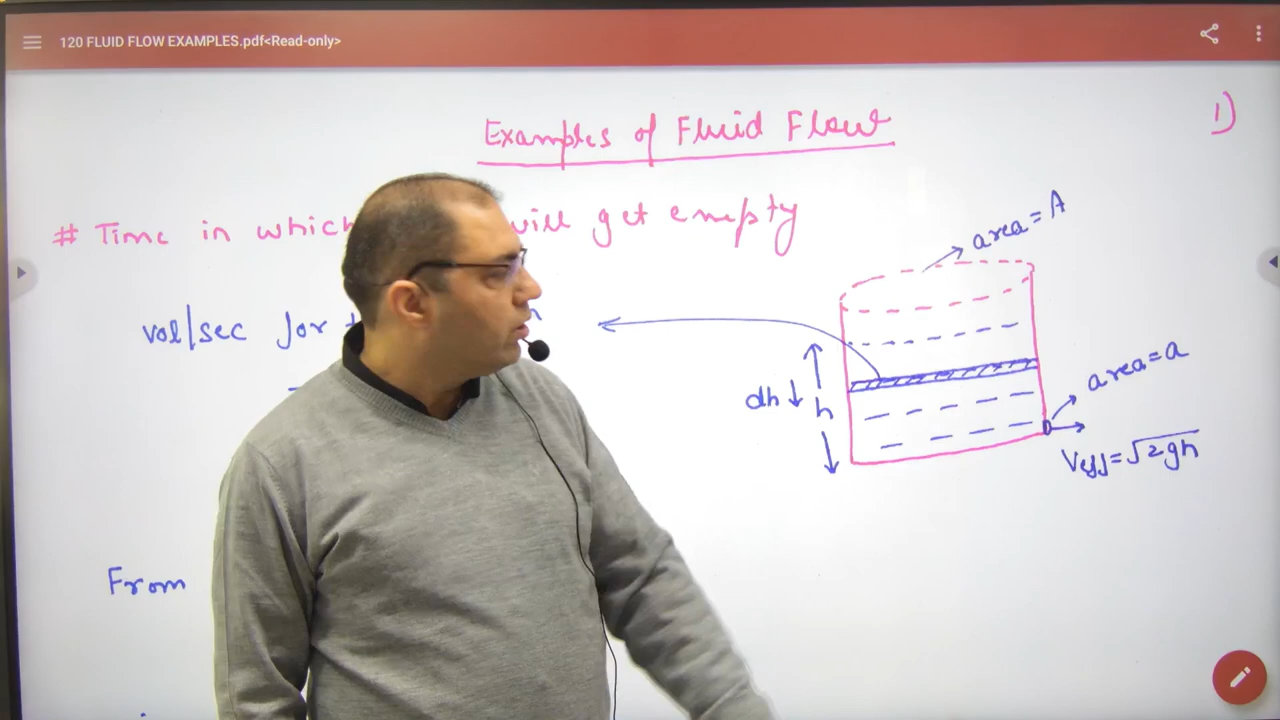 120 FLUID FLOW EXAMPLES.pdf<Read-only>
1)
Examples of Fluid Flow
# Time in which will get empty
area = A
vol/sec for
area = a
dh
h
Veff = √2gh
From